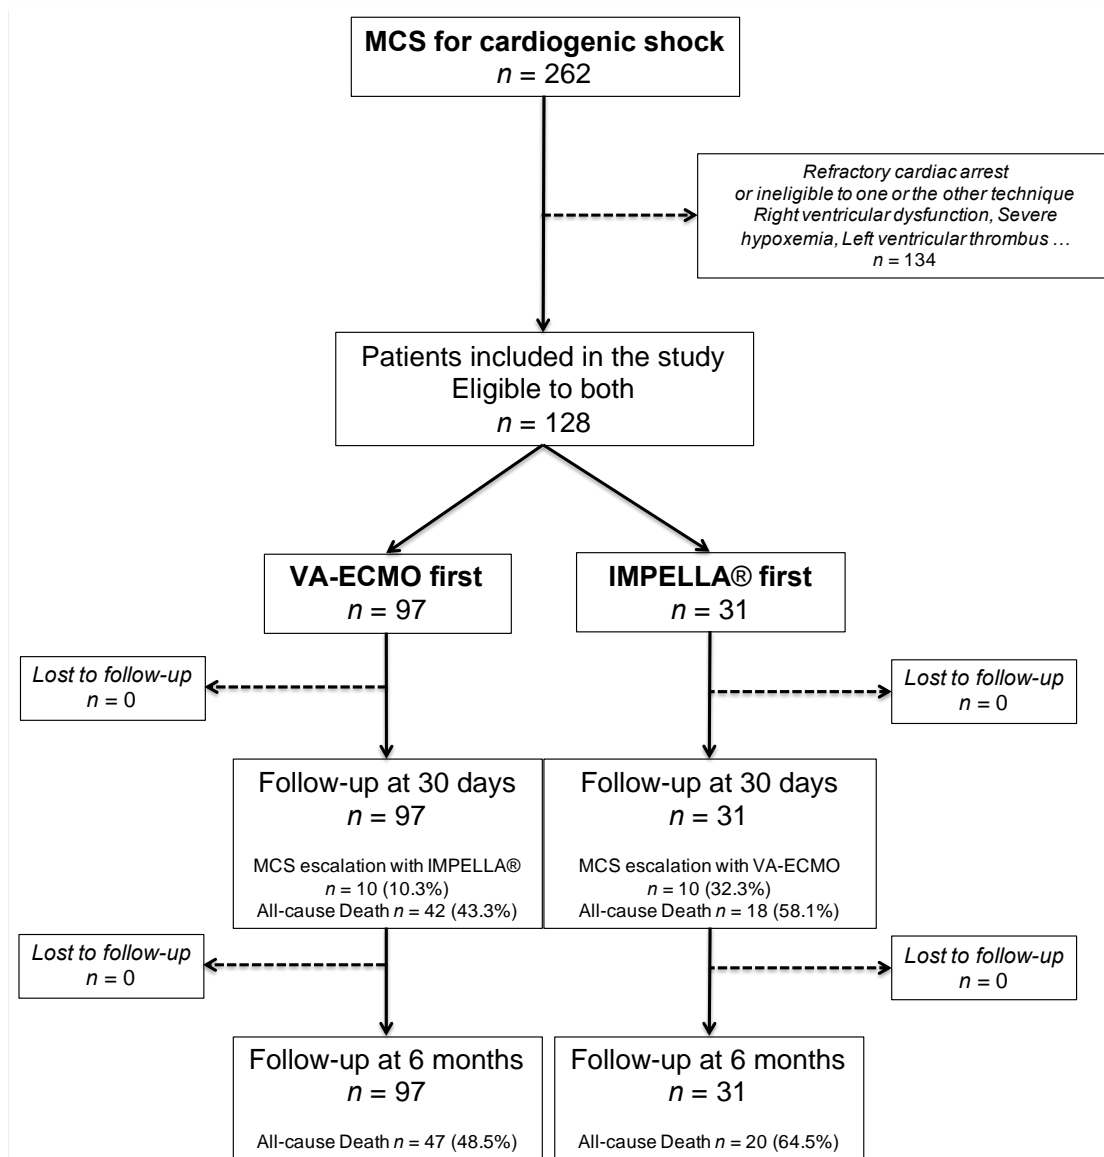 MCS for cardiogenic shock
n = 262
Refractory cardiac arrest
or ineligible to one or the other technique
Right ventricular dysfunction, Severe
hypoxemia, Left ventricular thrombus …
n = 134
Patients included in the study
Eligible to both
n = 128
VA-ECMO first
n = 97
IMPELLA® first
n = 31
Lost to follow-up
n = 0
Lost to follow-up
n = 0
Follow-up at 30 days
n = 97
MCS escalation with IMPELLA®
n = 10 (10.3%)
All-cause Death n = 42 (43.3%)
Follow-up at 30 days
n = 31
MCS escalation with VA-ECMO
n = 10 (32.3%)
All-cause Death n = 18 (58.1%)
Lost to follow-up
n = 0
Lost to follow-up
n = 0
Follow-up at 6 months
n = 97
All-cause Death n = 47 (48.5%)
Follow-up at 6 months
n = 31
All-cause Death n = 20 (64.5%)